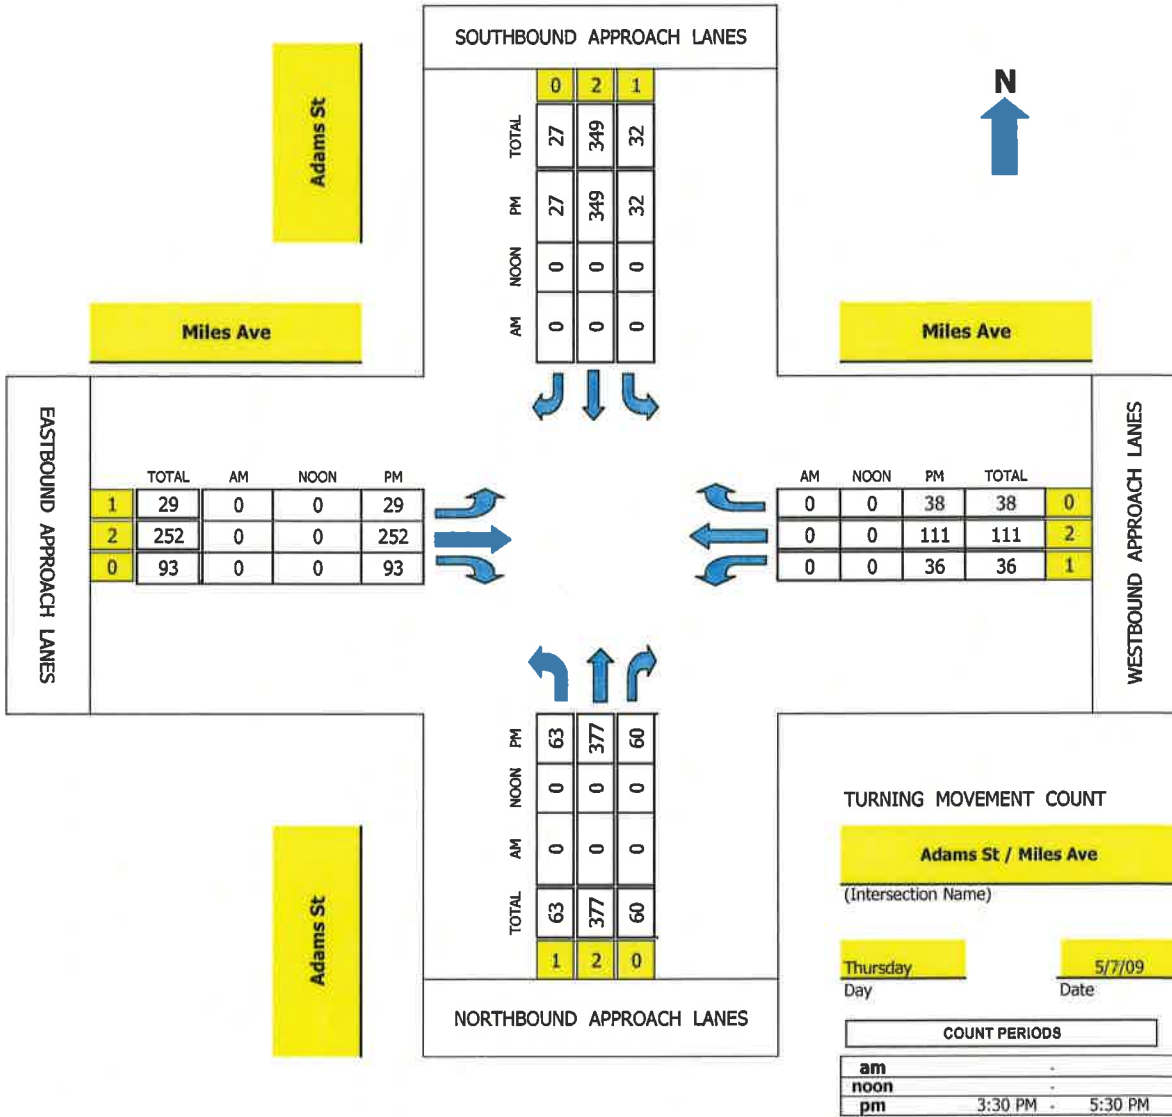 SOUTHBOUND APPROACH LANES
N
0 2 1
TOTAL 27 349 32
PM 27 349 32
NOON 0 0 0
AM 0 0 0
Adams St
Miles Ave
Miles Ave
EASTBOUND APPROACH LANES
TOTAL AM NOON PM
1 29 0 0 29
2 252 0 0 252
0 93 0 0 93
AM NOON PM TOTAL
0 0 38 38 0
0 0 111 111 2
0 0 36 36 1
WESTBOUND APPROACH LANES
PM 63 377 60
NOON 0 0 0
AM 0 0 0
TOTAL 63 377 60
1 2 0
NORTHBOUND APPROACH LANES
Adams St
TURNING MOVEMENT COUNT
Adams St / Miles Ave
(Intersection Name)
Thursday 5/7/09
Day Date
COUNT PERIODS
am -
noon -
pm 3:30 PM - 5:30 PM